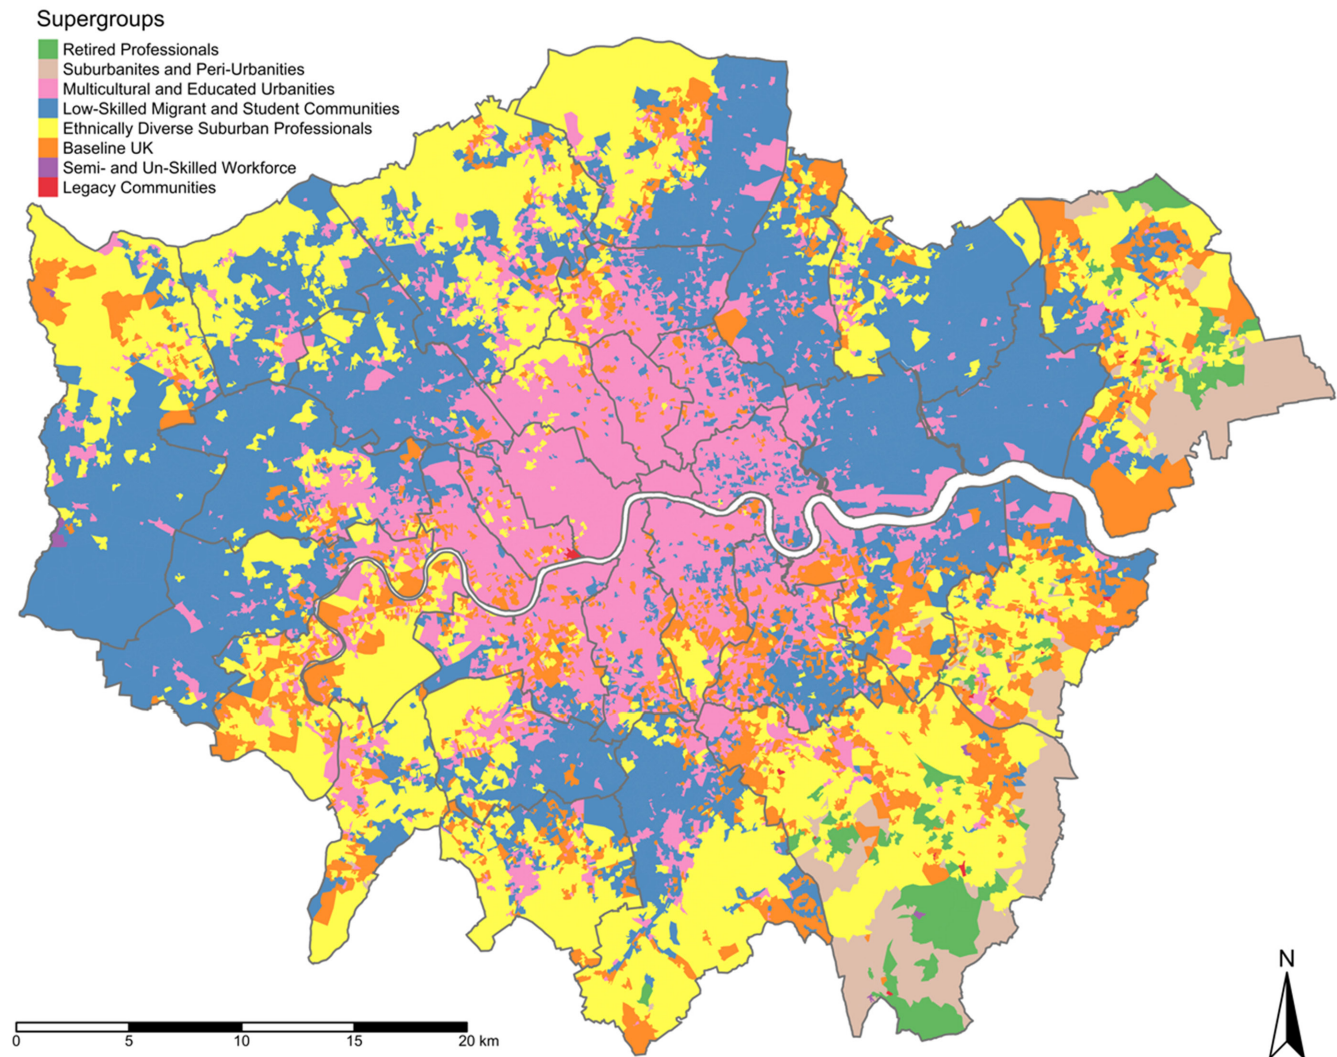 Supergroups
Retired Professionals
Suburbanites and Peri-Urbanities
Multicultural and Educated Urbanities
Low-Skilled Migrant and Student Communities
Ethnically Diverse Suburban Professionals
Baseline UK
Semi- and Un-Skilled Workforce
Legacy Communities
N
0 5 10 15 20 km